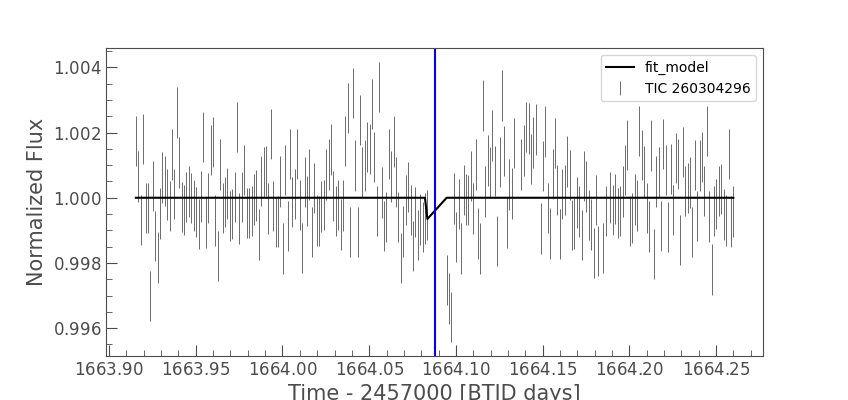 fit_model
TIC 260304296
1.004
1.002
1.000
0.998
0.996
Normalized Flux
1663.90 1663.95 1664.00 1664.05 1664.10 1664.15 1664.20 1664.25
Time - 2457000 [BTJD days]